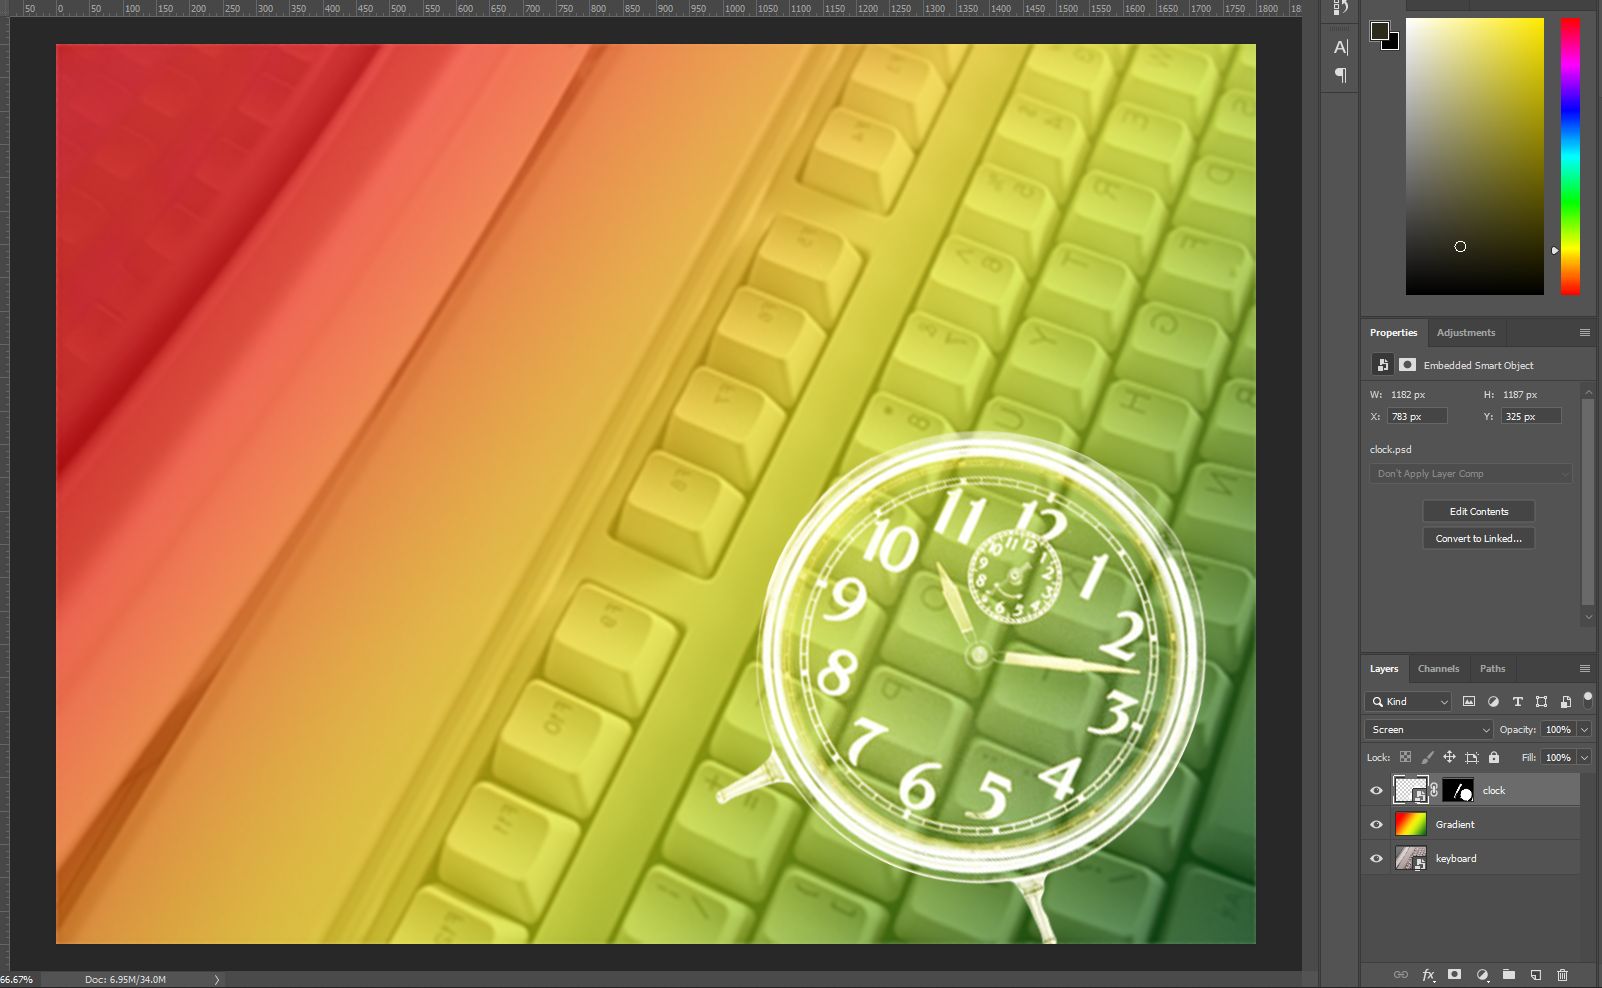 50 0 50 100 150 200 250 300 350 400 450 500 550 600 650 700 750 800 850 900 950 1000 1050 1100 1150 1200 1250 1300 1350 1400 1450 1500 1550 1600 1650 1700 1750 1800
A
Properties Adjustments
Embedded Smart Object
W: 1182 px H: 1187 px
X: 783 px Y: 325 px
clock.psd
Don't Apply Layer Comp
Edit Contents
Convert to Linked...
11 12 1 2 3 4 5 6 7 8 9 10
Layers Channels Paths
Kind
Screen Opacity: 100%
Lock: Fill: 100%
clock
Gradient
keyboard
fx
66.67% Doc: 6.95M/34.0M